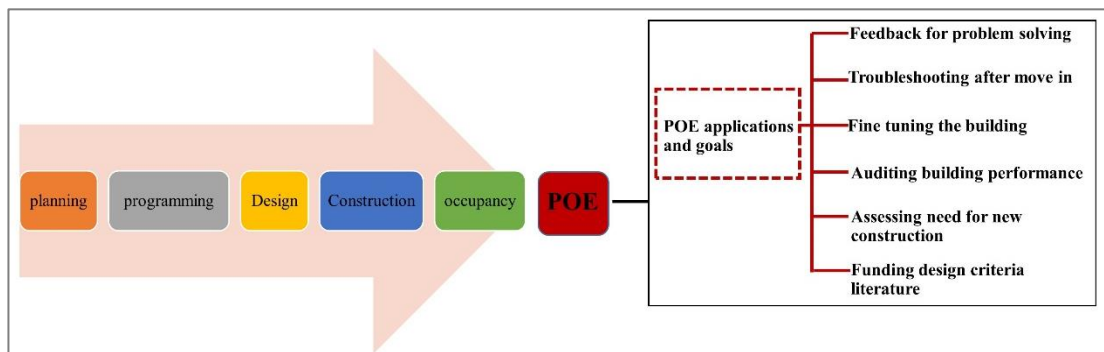 planning
programming
Design
Construction
occupancy
POE
POE applications
and goals
Feedback for problem solving
Troubleshooting after move in
Fine tuning the building
Auditing building performance
Assessing need for new
construction
Funding design criteria
literature